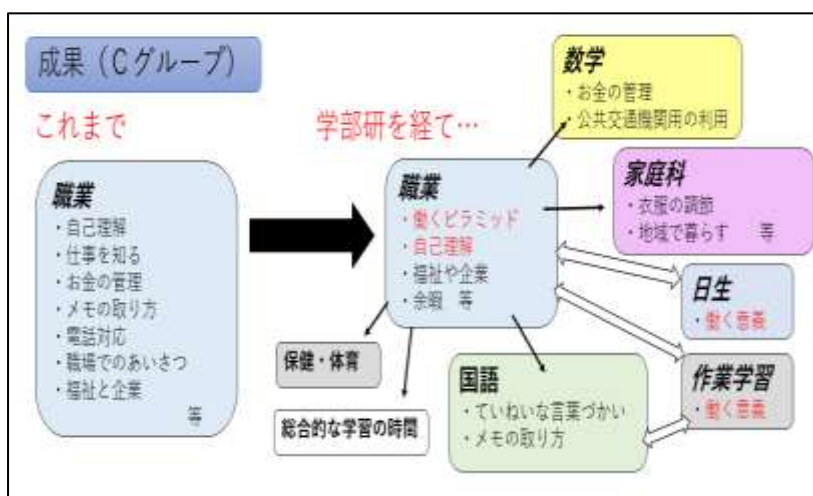 成果（Cグループ）
これまで
職業
・自己理解
・仕事を知る
・お金の管理
・メモの取り方
・電話対応
・職場でのあいさつ
・福祉と企業
等
学部研を経て…
職業
・働くピラミッド
・自己理解
・福祉や企業
・余暇　等
数学
・お金の管理
・公共交通機関用の利用
家庭科
・衣服の調節
・地域で暮らす　等
日生
・働く意義
作業学習
・働く意義
国語
・ていねいな言葉づかい
・メモの取り方
保健・体育
総合的な学習の時間